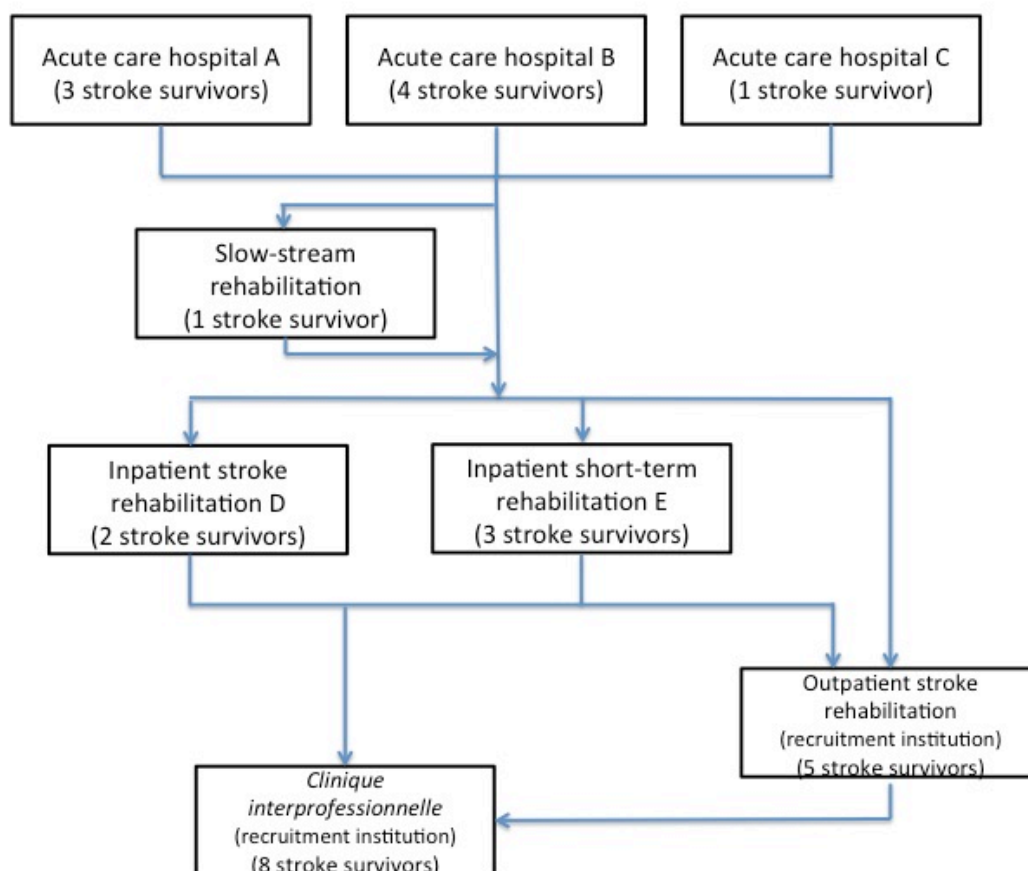 Acute care hospital A
(3 stroke survivors)
Acute care hospital B
(4 stroke survivors)
Acute care hospital C
(1 stroke survivor)
Slow-stream
rehabilitation
(1 stroke survivor)
Inpatient stroke
rehabilitation D
(2 stroke survivors)
Inpatient short-term
rehabilitation E
(3 stroke survivors)
Outpatient stroke
rehabilitation
(recruitment institution)
(5 stroke survivors)
Clinique
interprofessionnelle
(recruitment institution)
(8 stroke survivors)